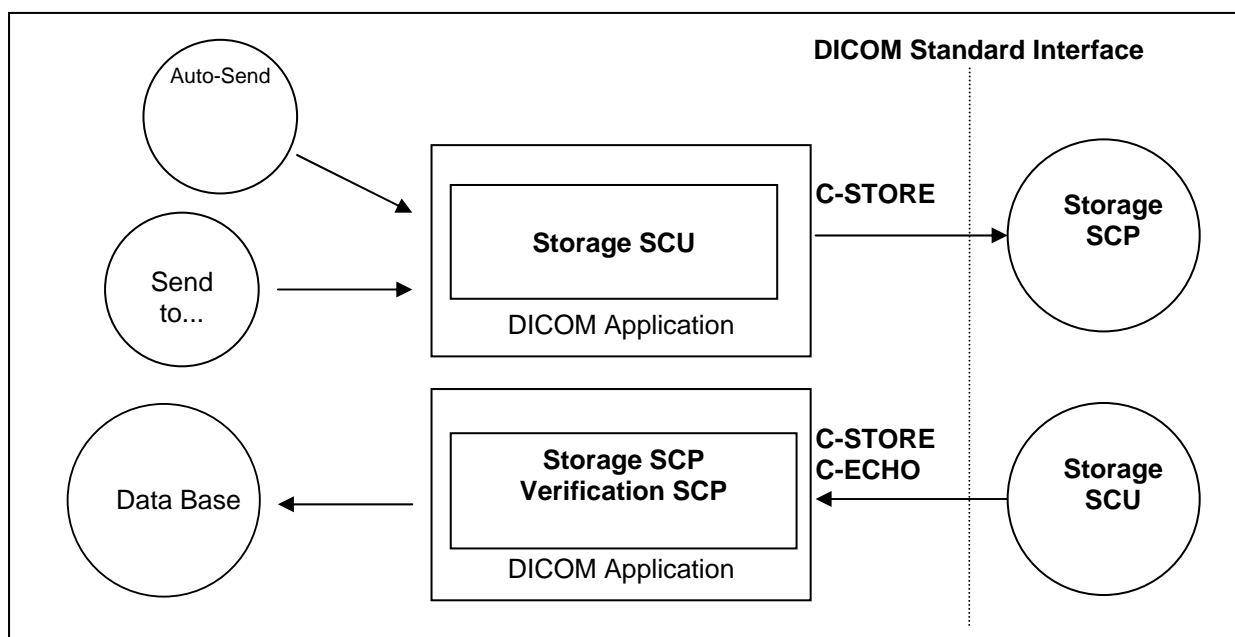 DICOM Standard Interface
Auto-Send
C-STORE
Storage SCU
Storage
SCP
Send
to...
DICOM Application
Data Base
Storage SCP
Verification SCP
C-STORE
C-ECHO
Storage
SCU
DICOM Application